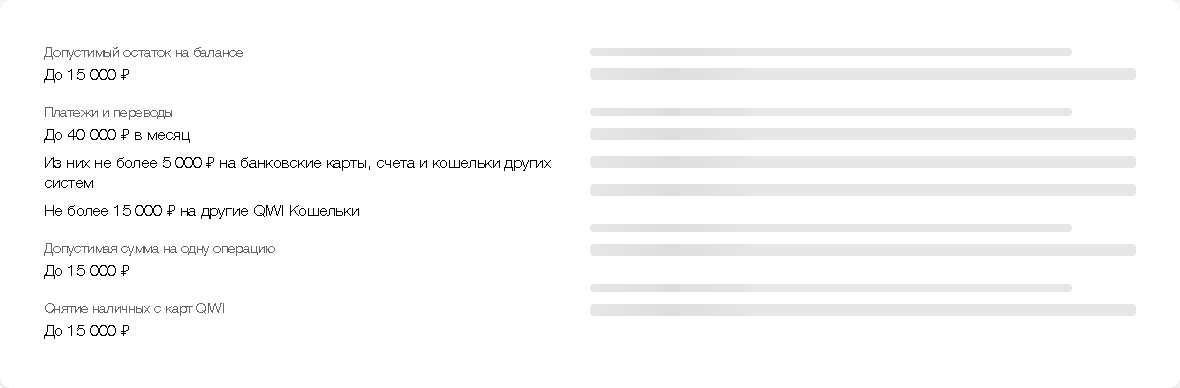 Допустимый остаток на балансе
До 15 000 ₽
Платежи и переводы
До 40 000 ₽ в месяц
Из них не более 5 000 ₽ на банковские карты, счета и кошельки других
систем
Не более 15 000 ₽ на другие QIWI Кошельки
Допустимая сумма на одну операцию
До 15 000 ₽
Снятие наличных с карт QIWI
До 15 000 ₽